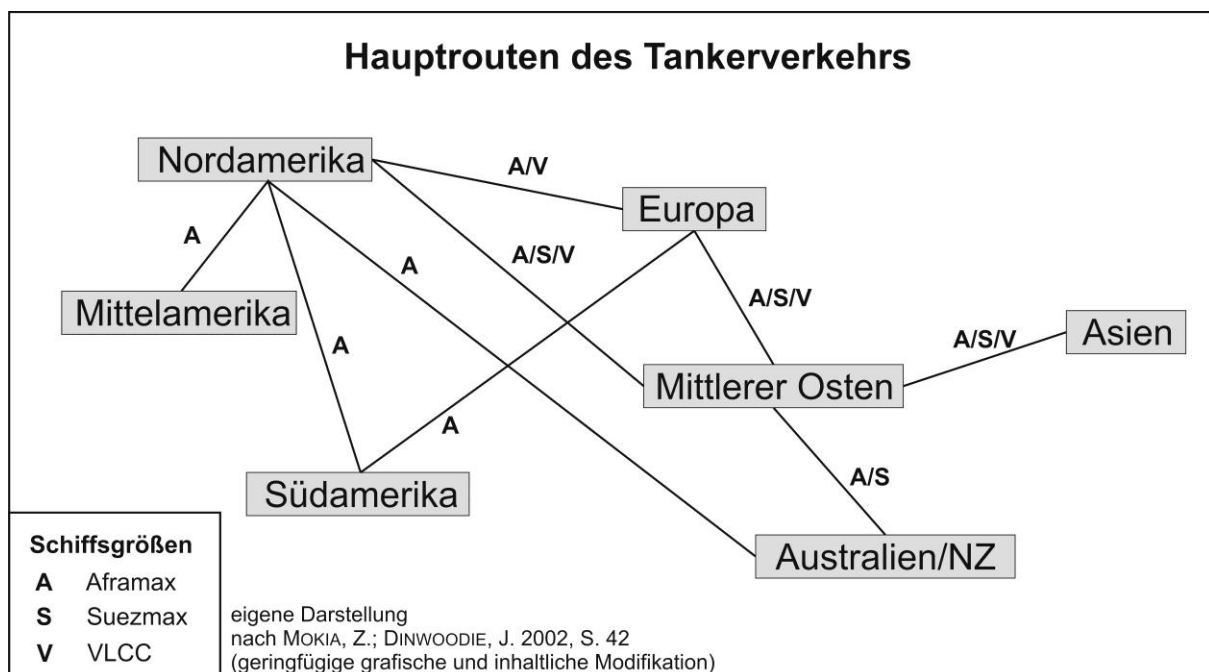 Hauptrouten des Tankerverkehrs
Nordamerika
A/V
Europa
A
A
A/S/V
A/S/V
Mittelamerika
A
A/S/V
Asien
Mittlerer Osten
A
A/S
Südamerika
Australien/NZ
Schiffsgrößen
A Aframax
S Suezmax
V VLCC
eigene Darstellung
nach MOKIA, Z.; DINWOODIE, J. 2002, S. 42
(geringfügige grafische und inhaltliche Modifikation)